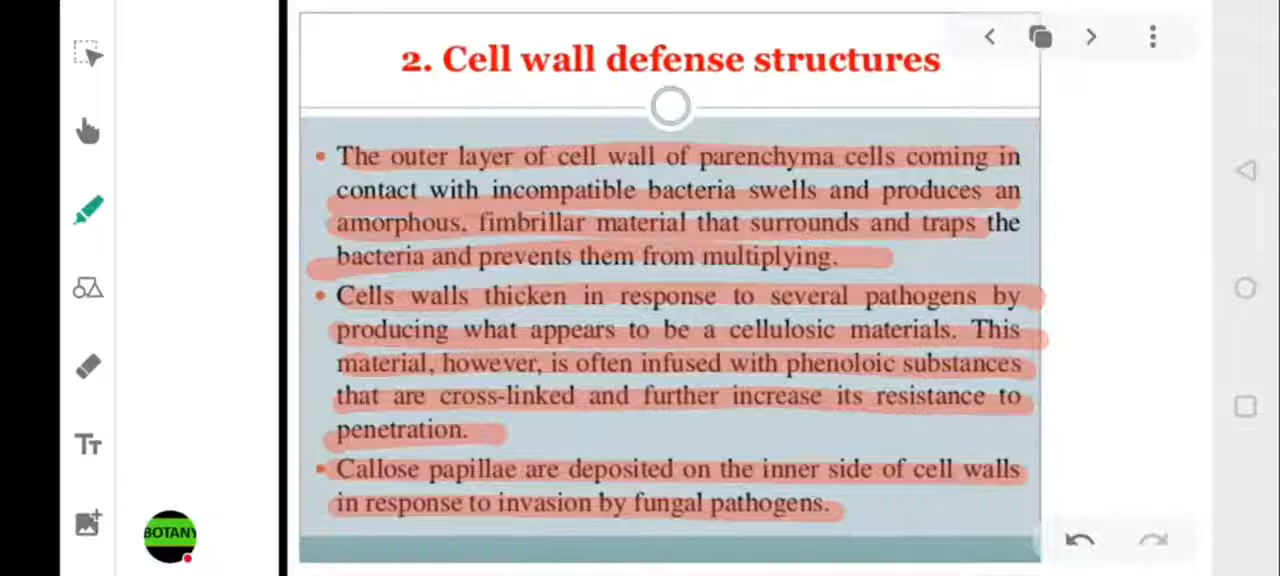 2. Cell wall defense structures
• The outer layer of cell wall of parenchyma cells coming in
contact with incompatible bacteria swells and produces an
amorphous, fimbrillar material that surrounds and traps the
bacteria and prevents them from multiplying.
• Cells walls thicken in response to several pathogens by
producing what appears to be a cellulosic materials. This
material, however, is often infused with phenoloic substances
that are cross-linked and further increase its resistance to
penetration.
• Callose papillae are deposited on the inner side of cell walls
in response to invasion by fungal pathogens.
TT
BOTANY